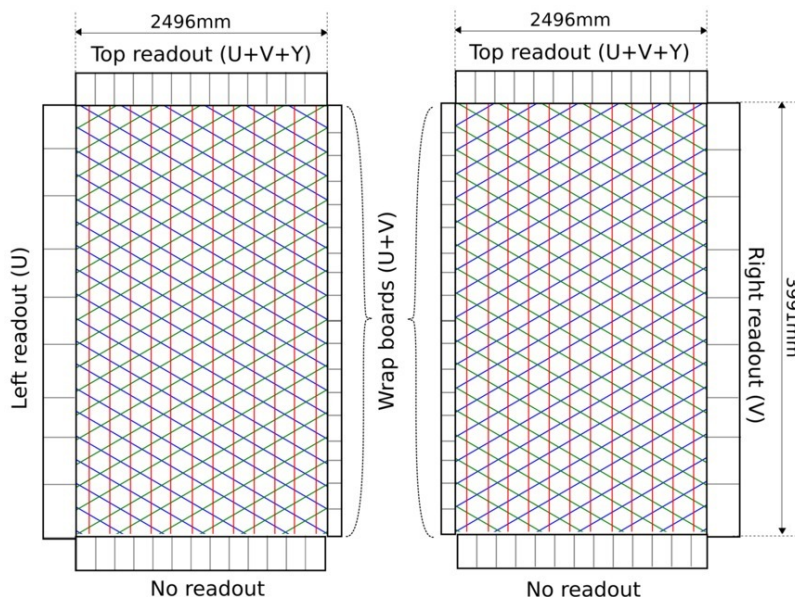 2496mm
Top readout (U+V+Y)
Left readout (U)
No readout
Wrap boards (U+V)
2496mm
Top readout (U+V+Y)
Right readout (V)
No readout